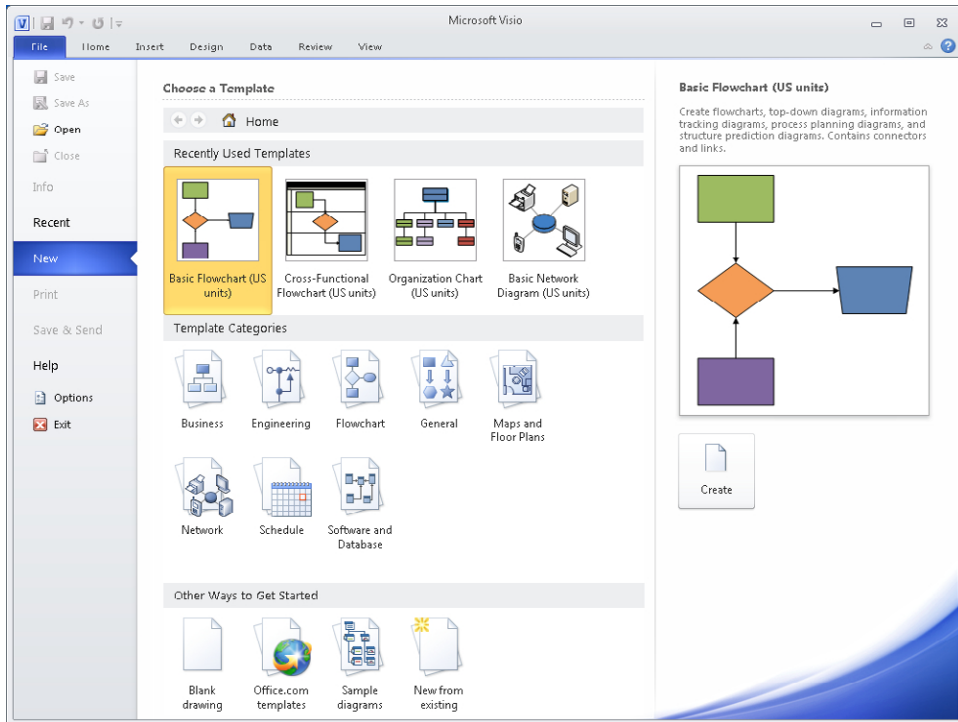 Microsoft Visio
File Home Insert Design Data Review View
Save
Save As
Open
Close
Info
Recent
New
Print
Save & Send
Help
Options
Exit
Choose a Template
Home
Recently Used Templates
Basic Flowchart (US
units)
Cross-Functional
Flowchart (US units)
Organization Chart
(US units)
Basic Network
Diagram (US units)
Template Categories
Business
Engineering
Flowchart
General
Maps and
Floor Plans
Network
Schedule
Software and
Database
Other Ways to Get Started
Blank
drawing
Office.com
templates
Sample
diagrams
New from
existing
Basic Flowchart (US units)
Create flowcharts, top-down diagrams, information
tracking diagrams, process planning diagrams, and
structure prediction diagrams. Contains connectors
and links.
Create